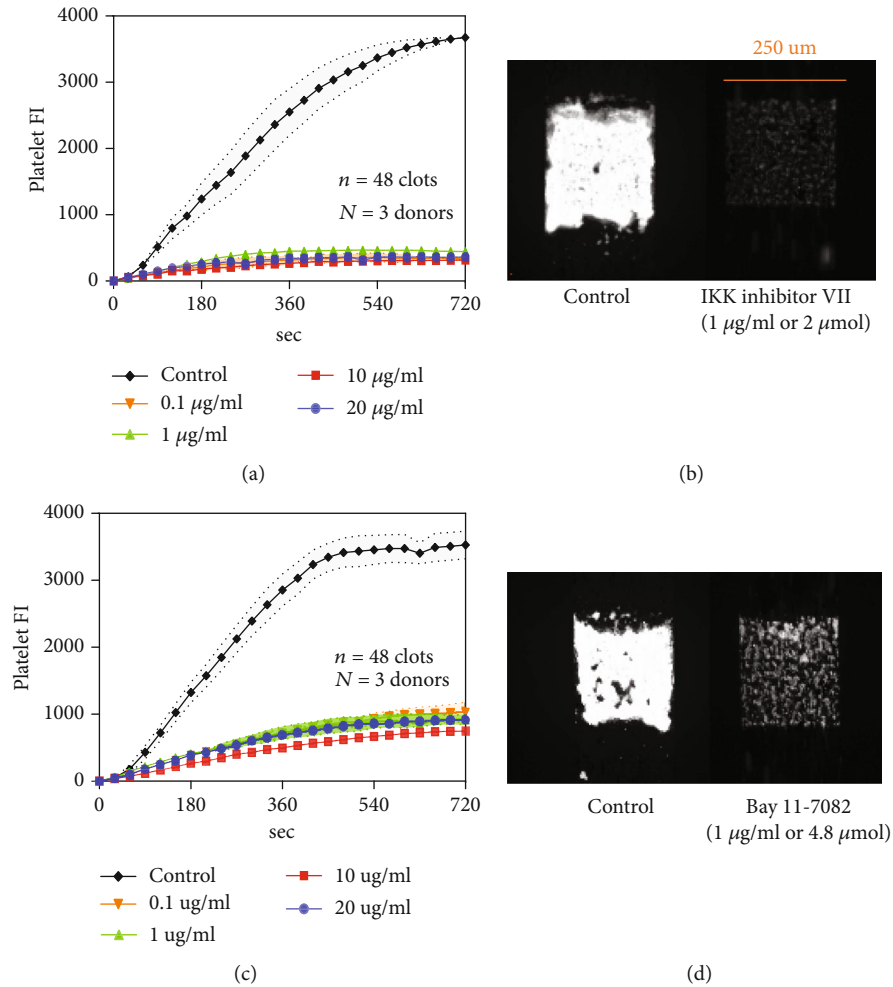 4000
3000
2000
1000
0
Platelet FI
n = 48 clots
N = 3 donors
0 180 360 540 720
sec
Control
0.1 μg/ml
1 μg/ml
10 μg/ml
20 μg/ml
(a)
250 um
Control
IKK inhibitor VII
(1 μg/ml or 2 μmol)
(b)
4000
3000
2000
1000
0
Platelet FI
n = 48 clots
N = 3 donors
0 180 360 540 720
sec
Control
0.1 ug/ml
1 ug/ml
10 ug/ml
20 ug/ml
(c)
Control
Bay 11-7082
(1 μg/ml or 4.8 μmol)
(d)